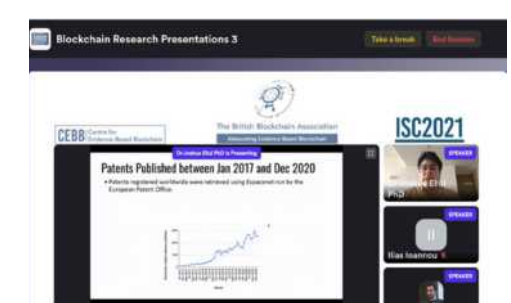 Blockchain Research Presentations 3
Take a break
End Session
The British Blockchain Association
Advocating Evidence Based Blockchain
CEBB
Centre for
Evidence Based Blockchain
ISC2021
is Presenting
Patents Published between Jan 2017 and Dec 2020
• Patents registered worldwide were retrieved using Espacenet run by the
European Patent Office.
SPEAKER
PhD
SPEAKER
Ilias Ioannou
SPEAKER